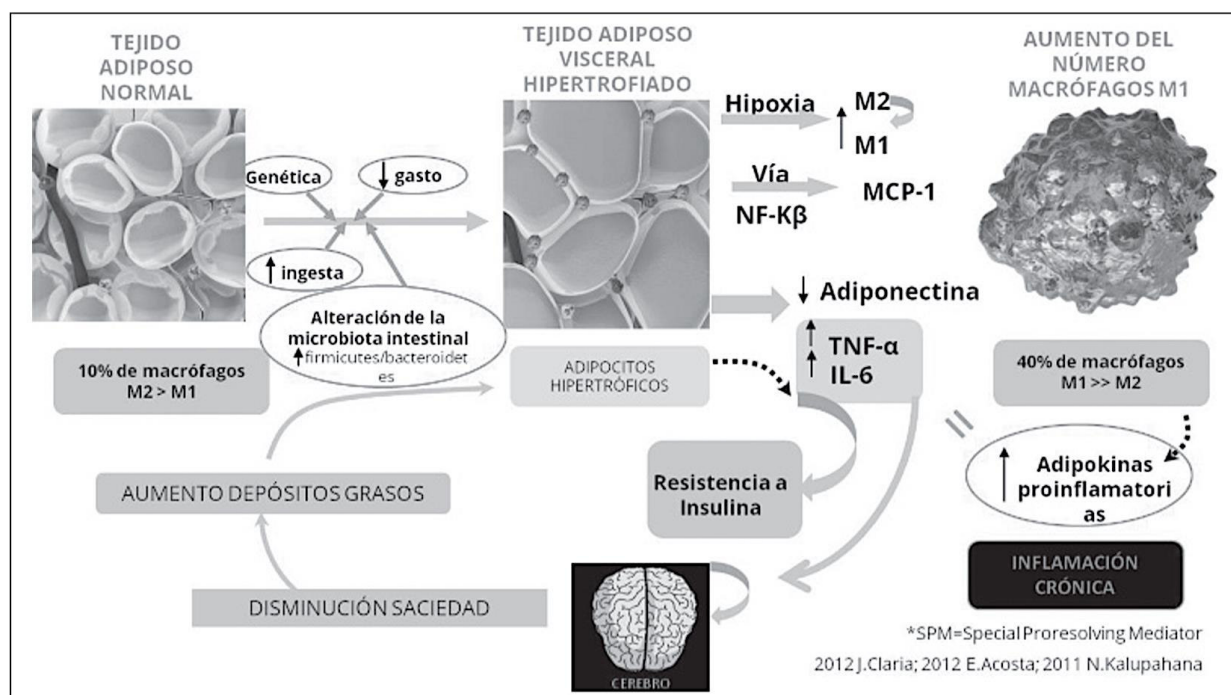 TEJIDO
ADIPOSO
NORMAL
TEJIDO ADIPOSO
VISCERAL
HIPERTROFIADO
AUMENTO DEL
NÚMERO
MACRÓFAGOS M1
Genética
gasto
ingesta
Alteración de la
microbiota intestinal
firmicutes/bacteroidet
es
Hipoxia
M2
M1
Vía
NF-Kβ
MCP-1
Adiponectina
TNF-α
IL-6
10% de macrófagos
M2 > M1
ADIPOCITOS
HIPERTRÓFICOS
40% de macrófagos
M1 >> M2
Adipokinas
proinflamatori
as
Resistencia a
Insulina
AUMENTO DEPÓSITOS GRASOS
DISMINUCIÓN SACIEDAD
CEREBRO
INFLAMACIÓN
CRÓNICA
*SPM=Special Proresolving Mediator
2012 J.Claria; 2012 E.Acosta; 2011 N.Kalupahana